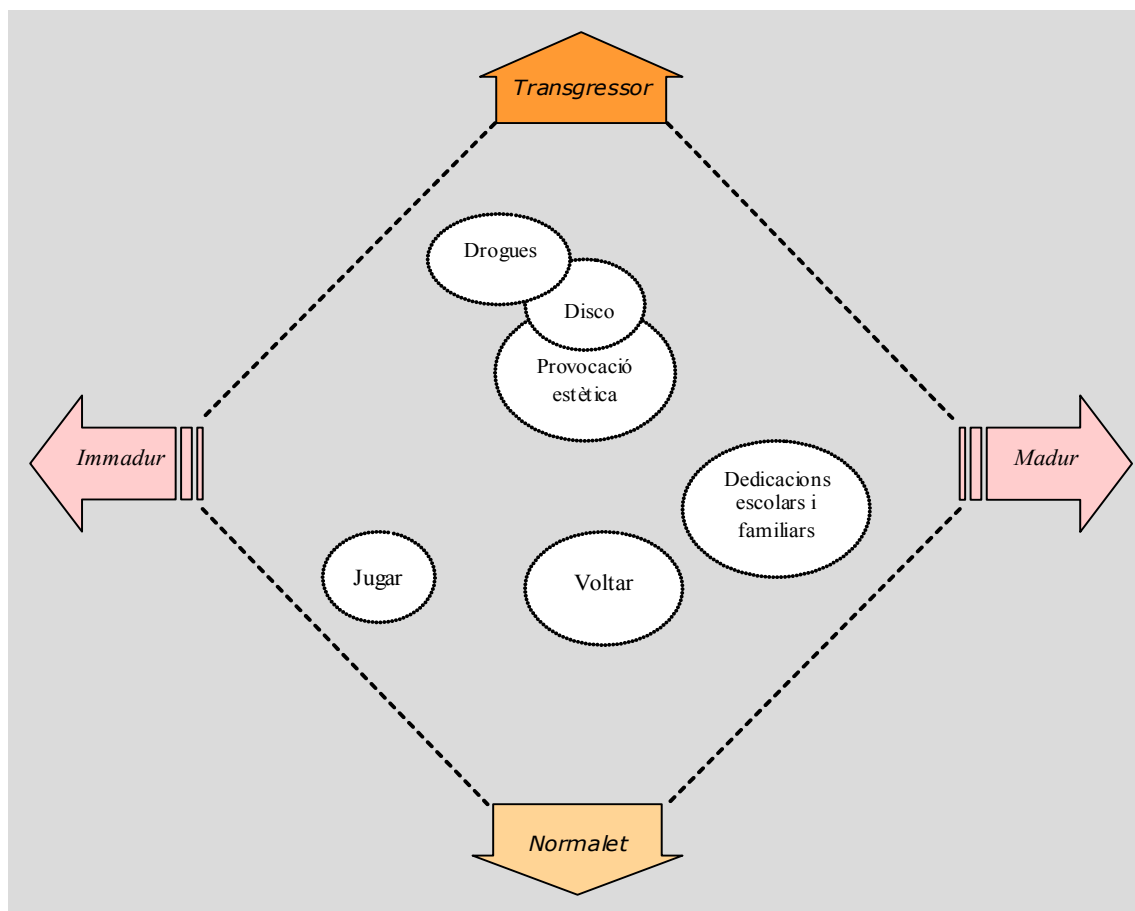 Transgressor
Drogues
Disco
Provocació
estètica
Immadur
Madur
Dedicacions
escolars i
familiars
Jugar
Voltar
Normalet